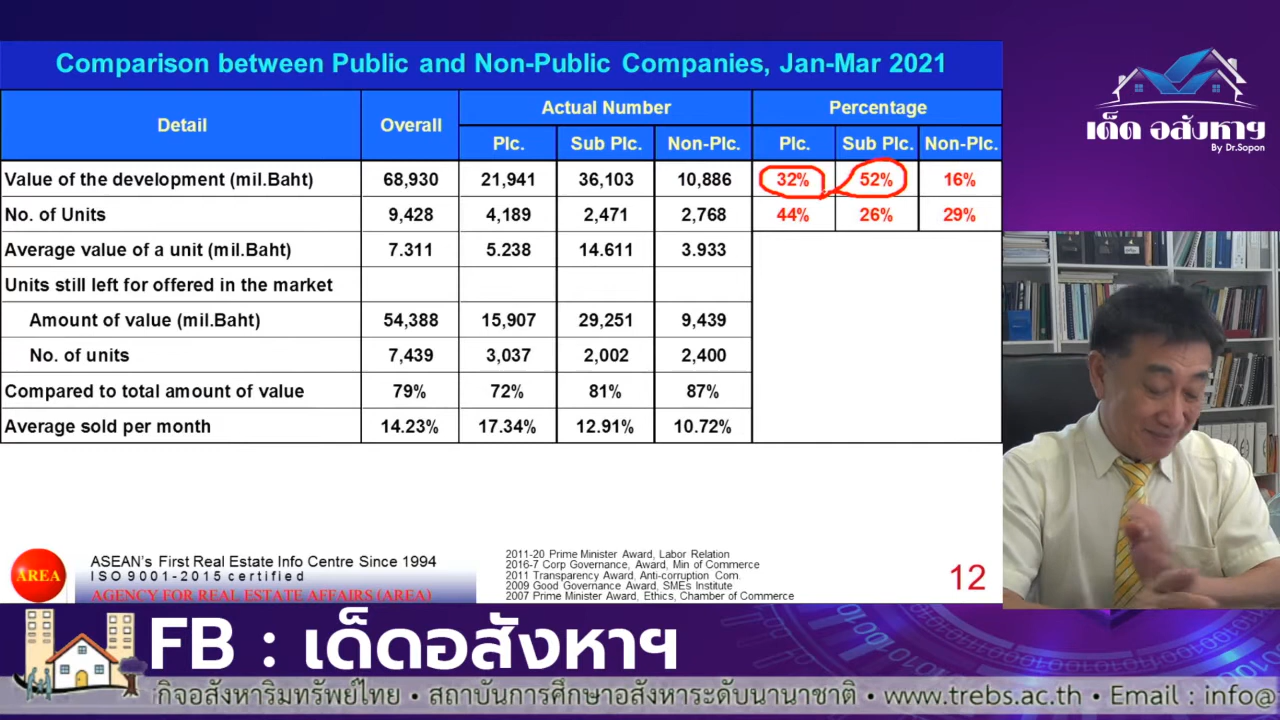 Comparison between Public and Non-Public Companies, Jan-Mar 2021
Detail Overall Actual Number Percentage
Plc. Sub Plc. Non-Plc. Plc. Sub Plc. Non-Plc.
Value of the development (mil.Baht) 68,930 21,941 36,103 10,886 32% 52% 16%
No. of Units 9,428 4,189 2,471 2,768 44% 26% 29%
Average value of a unit (mil.Baht) 7.311 5.238 14.611 3.933
Units still left for offered in the market
Amount of value (mil.Baht) 54,388 15,907 29,251 9,439
No. of units 7,439 3,037 2,002 2,400
Compared to total amount of value 79% 72% 81% 87%
Average sold per month 14.23% 17.34% 12.91% 10.72%
เด็ด อสังหาฯ
By Dr.Sopon
AREA
ASEAN's First Real Estate Info Centre Since 1994
ISO 9001-2015 certified
AGENCY FOR REAL ESTATE AFFAIRS (AREA)
2011-20 Prime Minister Award, Labor Relation
2016-7 Corp Governance, Award, Min of Commerce
2011 Transparency Award, Anti-corruption Com.
2009 Good Governance Award, SMEs Institute
2007 Prime Minister Award, Ethics, Chamber of Commerce
12
FB : เด็ดอสังหาฯ
กิจอสังหาริมทรัพย์ไทย • สถาบันการศึกษาอสังหาระดับนานาชาติ • www.trebs.ac.th • Email : info@